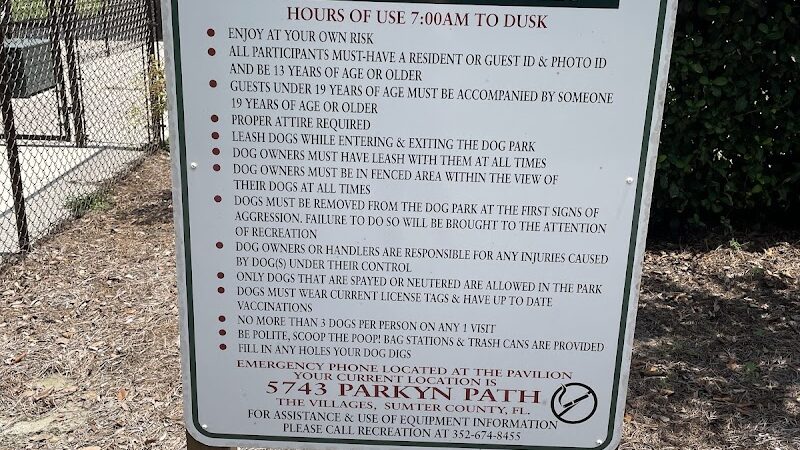 HOURS OF USE 7:00AM TO DUSK
• ENJOY AT YOUR OWN RISK
• ALL PARTICIPANTS MUST-HAVE A RESIDENT OR GUEST ID & PHOTO ID
AND BE 13 YEARS OF AGE OR OLDER
• GUESTS UNDER 19 YEARS OF AGE MUST BE ACCOMPANIED BY SOMEONE
19 YEARS OF AGE OR OLDER
• PROPER ATTIRE REQUIRED
• LEASH DOGS WHILE ENTERING & EXITING THE DOG PARK
• DOG OWNERS MUST HAVE LEASH WITH THEM AT ALL TIMES
• DOG OWNERS MUST BE IN FENCED AREA WITHIN THE VIEW OF
THEIR DOGS AT ALL TIMES
• DOGS MUST BE REMOVED FROM THE DOG PARK AT THE FIRST SIGNS OF
AGGRESSION. FAILURE TO DO SO WILL BE BROUGHT TO THE ATTENTION
OF RECREATION
• DOG OWNERS OR HANDLERS ARE RESPONSIBLE FOR ANY INJURIES CAUSED
BY DOG(S) UNDER THEIR CONTROL
• ONLY DOGS THAT ARE SPAYED OR NEUTERED ARE ALLOWED IN THE PARK
• DOGS MUST WEAR CURRENT LICENSE TAGS & HAVE UP TO DATE
VACCINATIONS
• NO MORE THAN 3 DOGS PER PERSON ON ANY 1 VISIT
• BE POLITE, SCOOP THE POOP! BAG STATIONS & TRASH CANS ARE PROVIDED
• FILL IN ANY HOLES YOUR DOG DIGS
EMERGENCY PHONE LOCATED AT THE PAVILION
YOUR CURRENT LOCATION IS
5743 PARKYN PATH
THE VILLAGES, SUMTER COUNTY, FL.
FOR ASSISTANCE & USE OF EQUIPMENT INFORMATION
PLEASE CALL RECREATION AT 352-674-8455